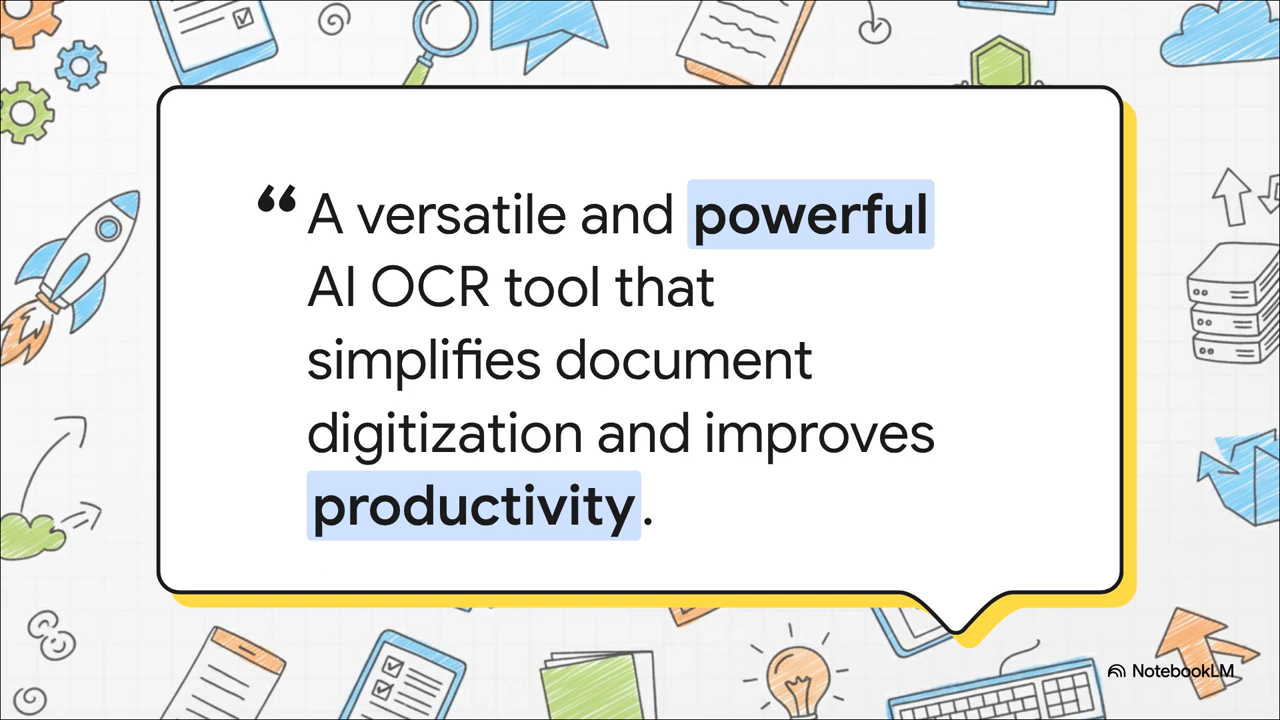 “A versatile and powerful
AI OCR tool that
simplifies document
digitization and improves
productivity.
NotebookLM